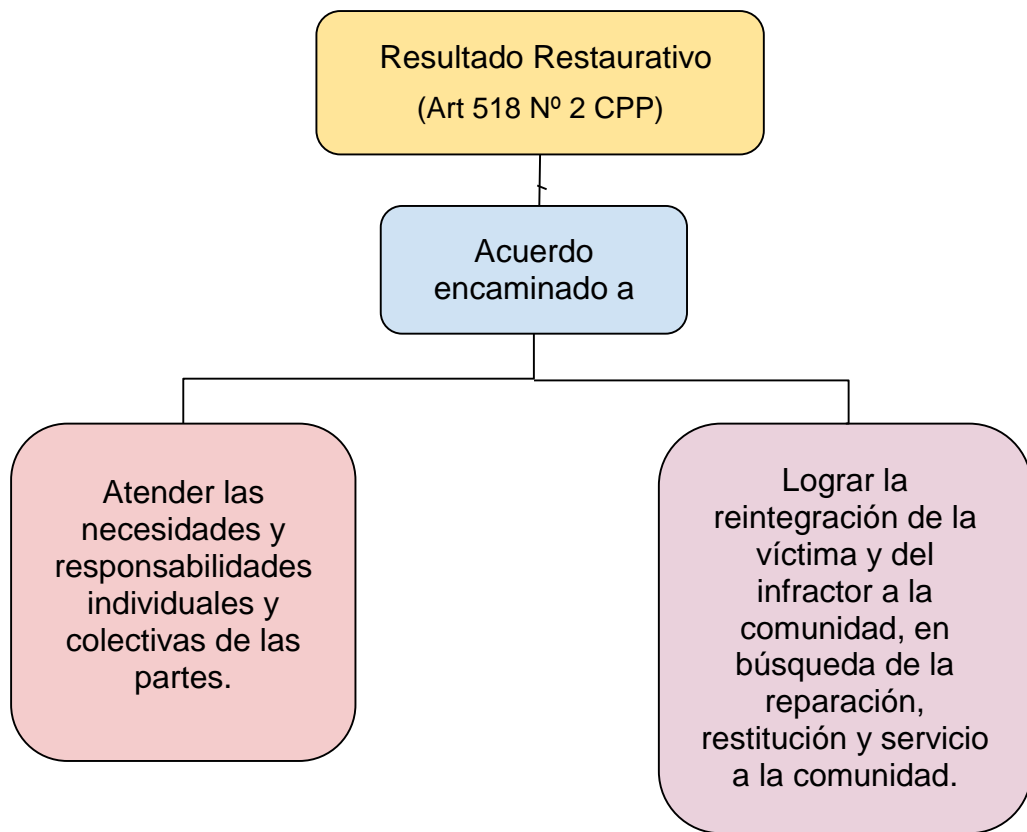 Resultado Restaurativo
(Art 518 Nº 2 CPP)
Acuerdo
encaminado a
Atender las
necesidades y
responsabilidades
individuales y
colectivas de las
partes.
Lograr la
reintegración de la
víctima y del
infractor a la
comunidad, en
búsqueda de la
reparación,
restitución y servicio
a la comunidad.